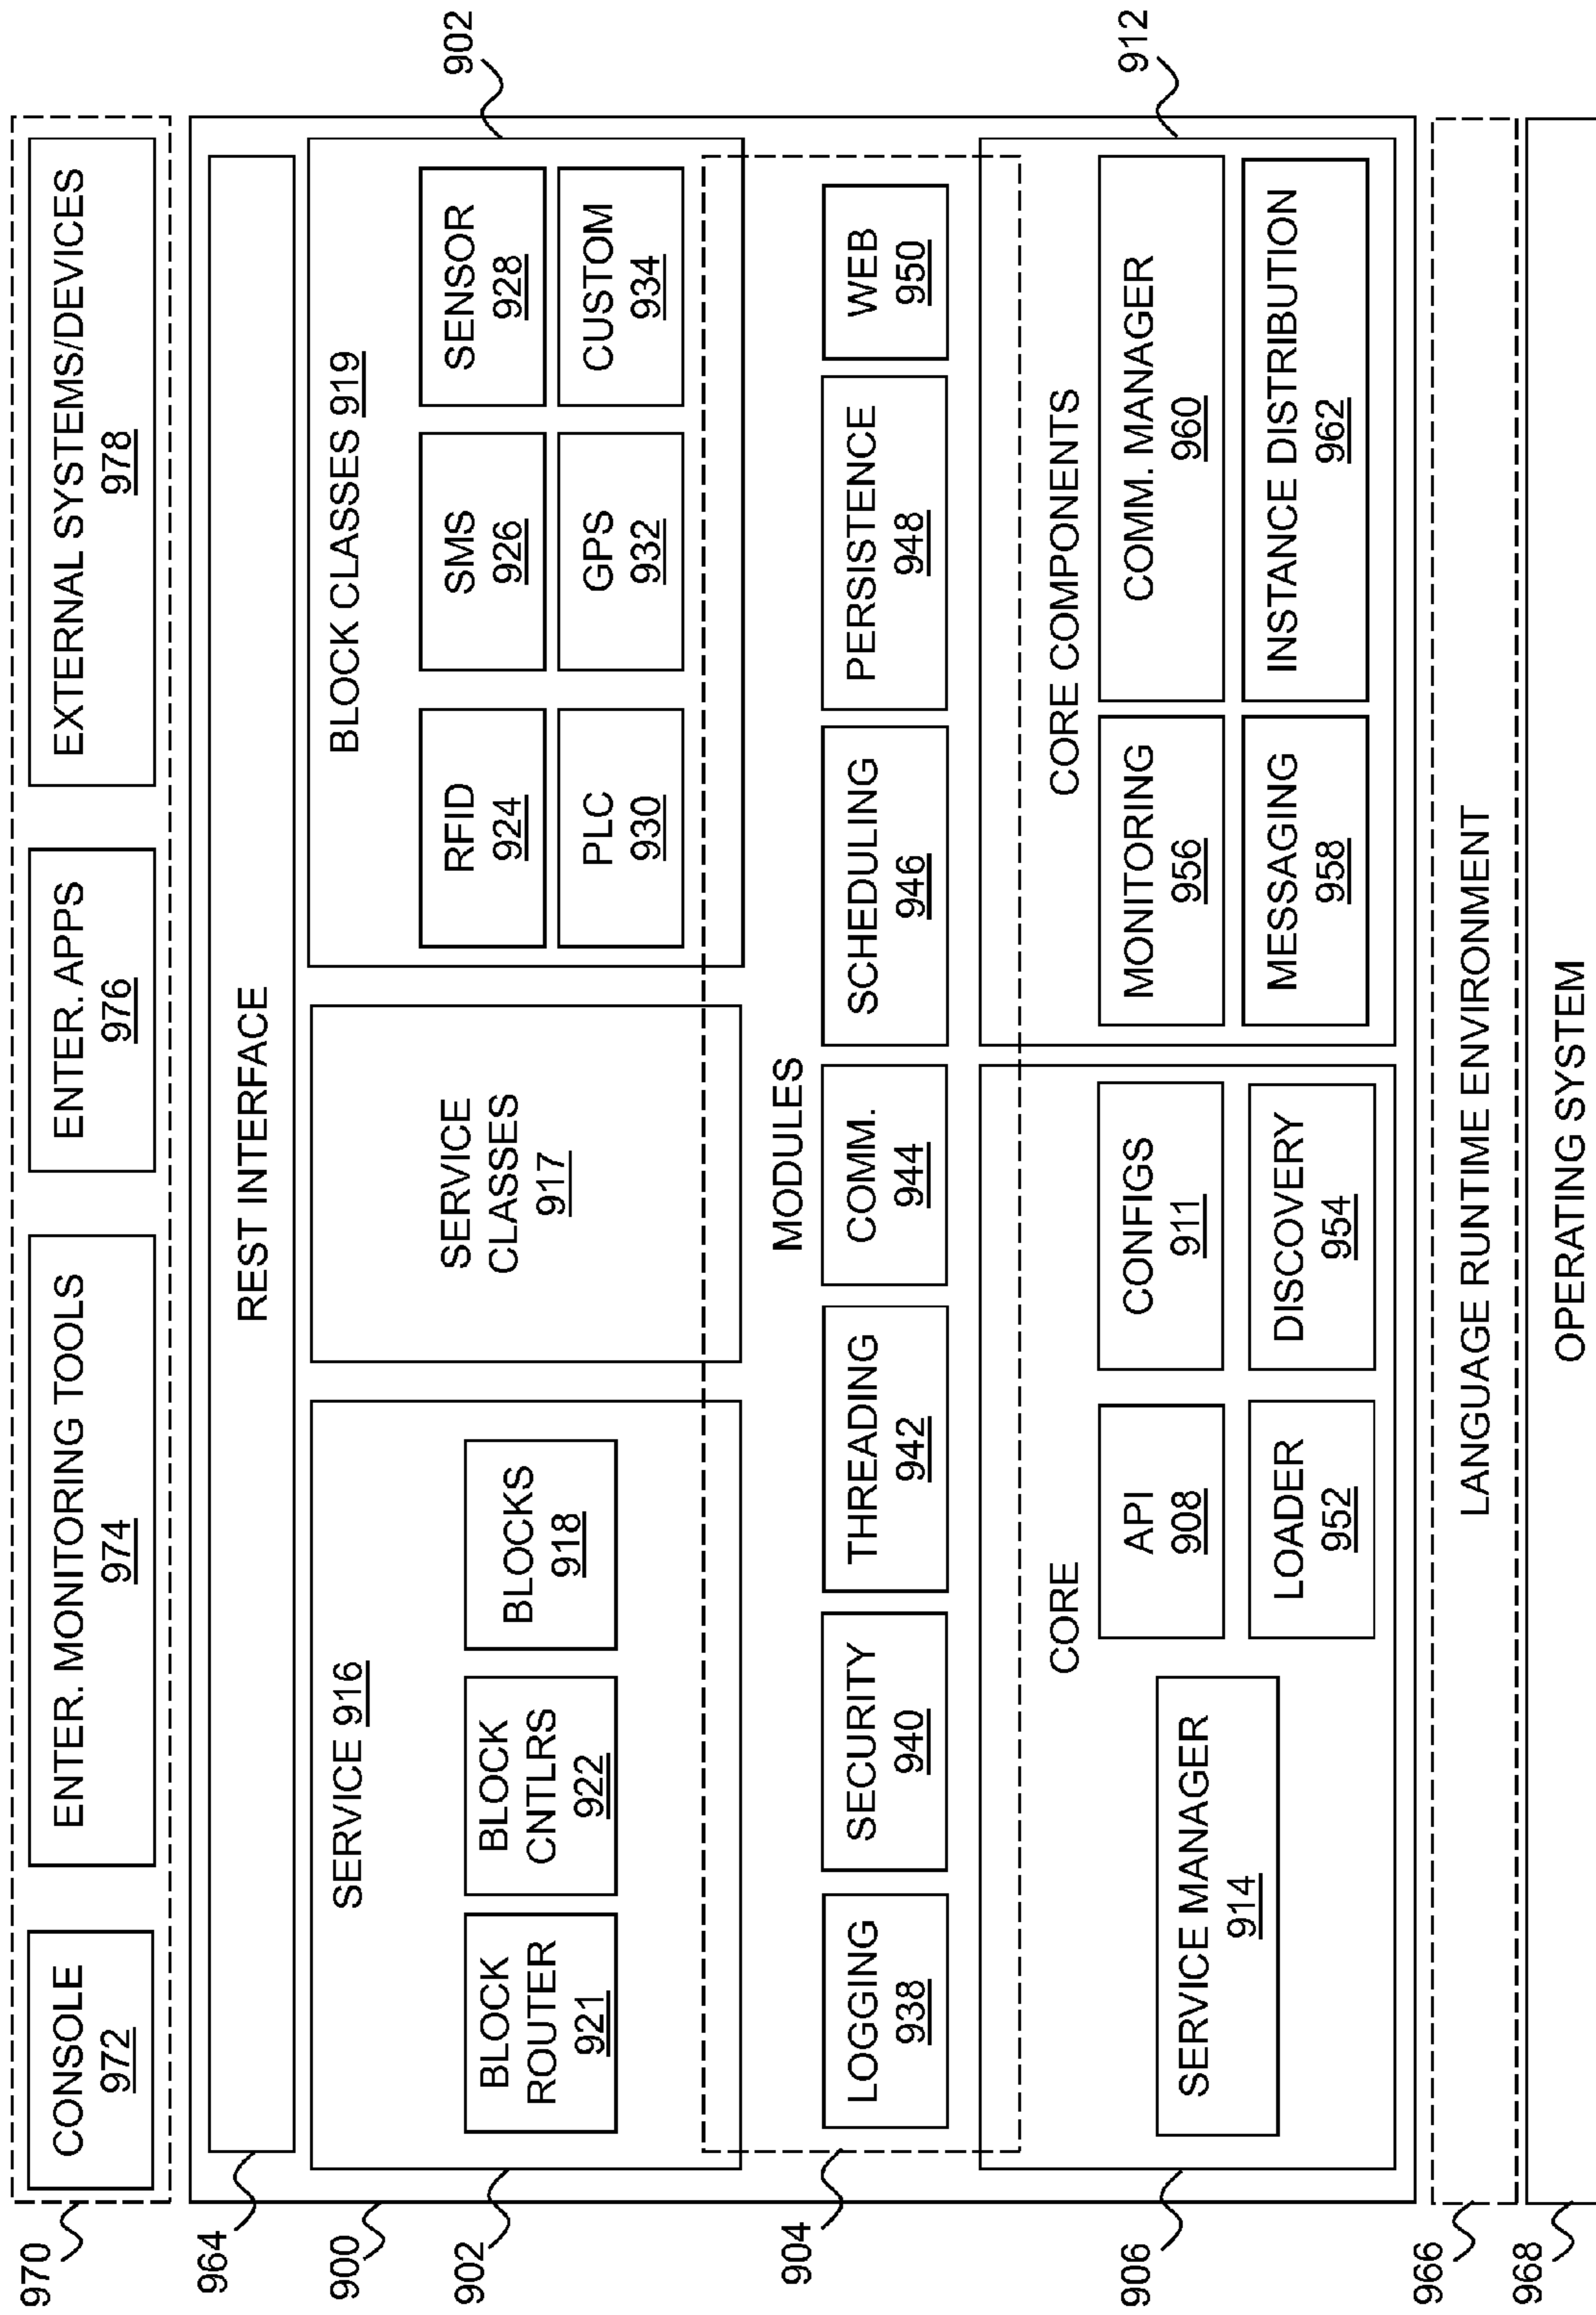 970
CONSOLE
972
ENTER. MONITORING TOOLS
974
ENTER. APPS
976
EXTERNAL SYSTEMS/DEVICES
978
964
REST INTERFACE
900
902
SERVICE 916
BLOCK
ROUTER
921
BLOCK
CNTLRS
922
BLOCKS
918
SERVICE
CLASSES
917
BLOCK CLASSES 919
RFID
924
SMS
926
SENSOR
928
PLC
930
GPS
932
CUSTOM
934
902
904
MODULES
LOGGING
938
SECURITY
940
THREADING
942
COMM.
944
SCHEDULING
946
PERSISTENCE
948
WEB
950
906
CORE
SERVICE MANAGER
914
API
908
CONFIGS
911
LOADER
952
DISCOVERY
954
CORE COMPONENTS
MONITORING
956
COMM. MANAGER
960
MESSAGING
958
INSTANCE DISTRIBUTION
962
912
966
LANGUAGE RUNTIME ENVIRONMENT
968
OPERATING SYSTEM